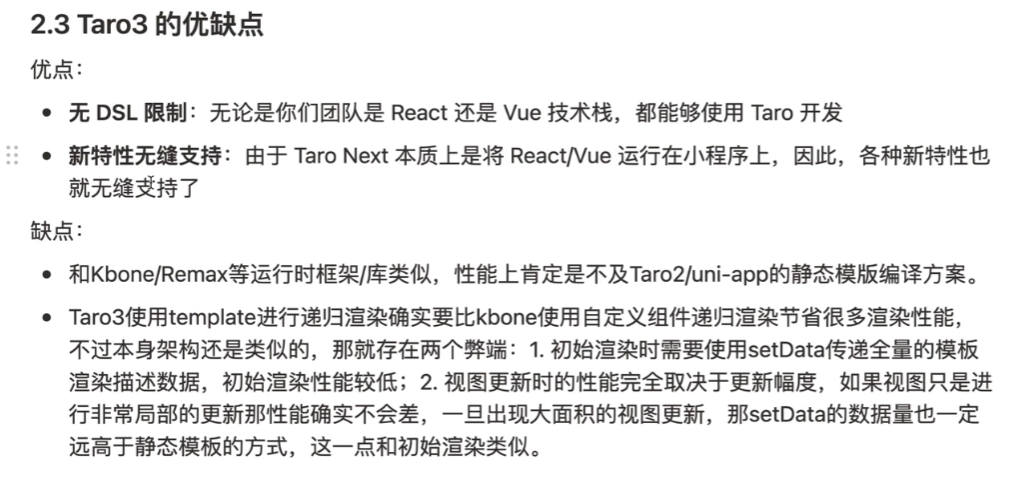 2.3 Taro3 的优缺点
优点：
• 无 DSL 限制：无论是你们团队是 React 还是 Vue 技术栈，都能够使用 Taro 开发
• 新特性无缝支持：由于 Taro Next 本质上是将 React/Vue 运行在小程序上，因此，各种新特性也
就无缝支持了
缺点：
• 和Kbone/Remax等运行时框架/库类似，性能上肯定是不及Taro2/uni-app的静态模版编译方案。
• Taro3使用template进行递归渲染确实要比kbone使用自定义组件递归渲染节省很多渲染性能，
不过本身架构还是类似的，那就存在两个弊端：1. 初始渲染时需要使用setData传递全量的模板
渲染描述数据，初始渲染性能较低；2. 视图更新时的性能完全取决于更新幅度，如果视图只是进
行非常局部的更新那性能确实不会差，一旦出现大面积的视图更新，那setData的数据量也一定
远高于静态模板的方式，这一点和初始渲染类似。